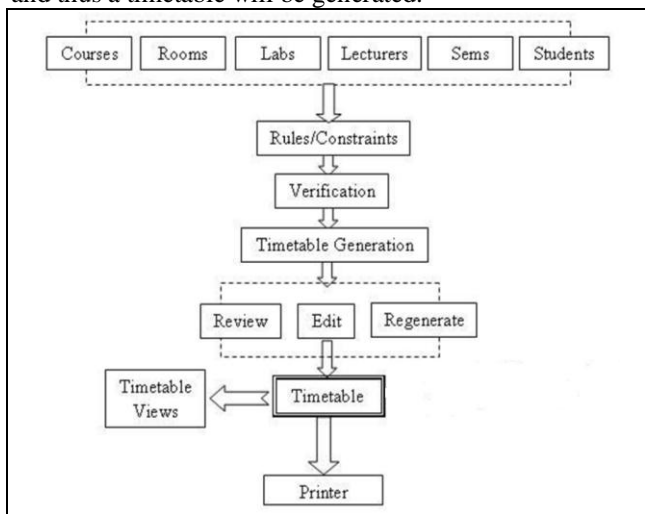 and thus a timetable will be generated.
Courses Rooms Labs Lecturers Sems Students
Rules/Constraints
Verification
Timetable Generation
Review Edit Regenerate
Timetable
Views
Timetable
Printer